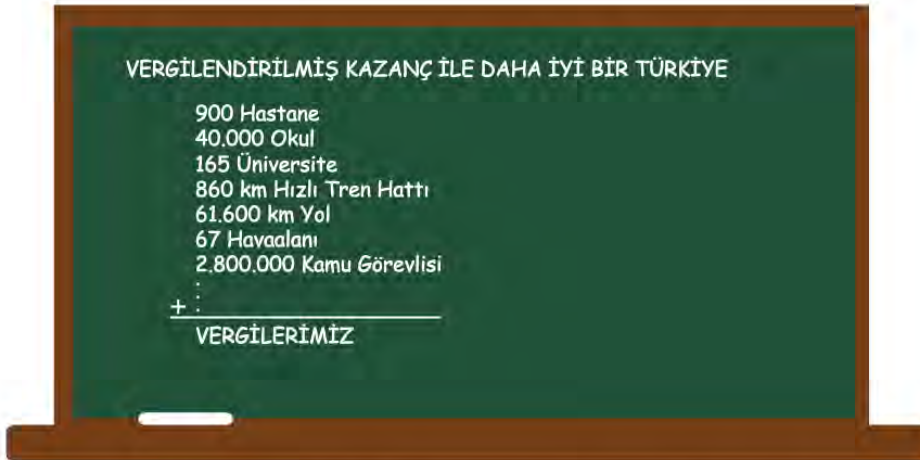 VERGİLENDİRİLMİŞ KAZANÇ İLE DAHA İYİ BİR TÜRKİYE
900 Hastane
40.000 Okul
165 Üniversite
860 km Hızlı Tren Hattı
61.600 km Yol
67 Havaalanı
2.800.000 Kamu Görevlisi
.
:
+ .
VERGİLERİMİZ